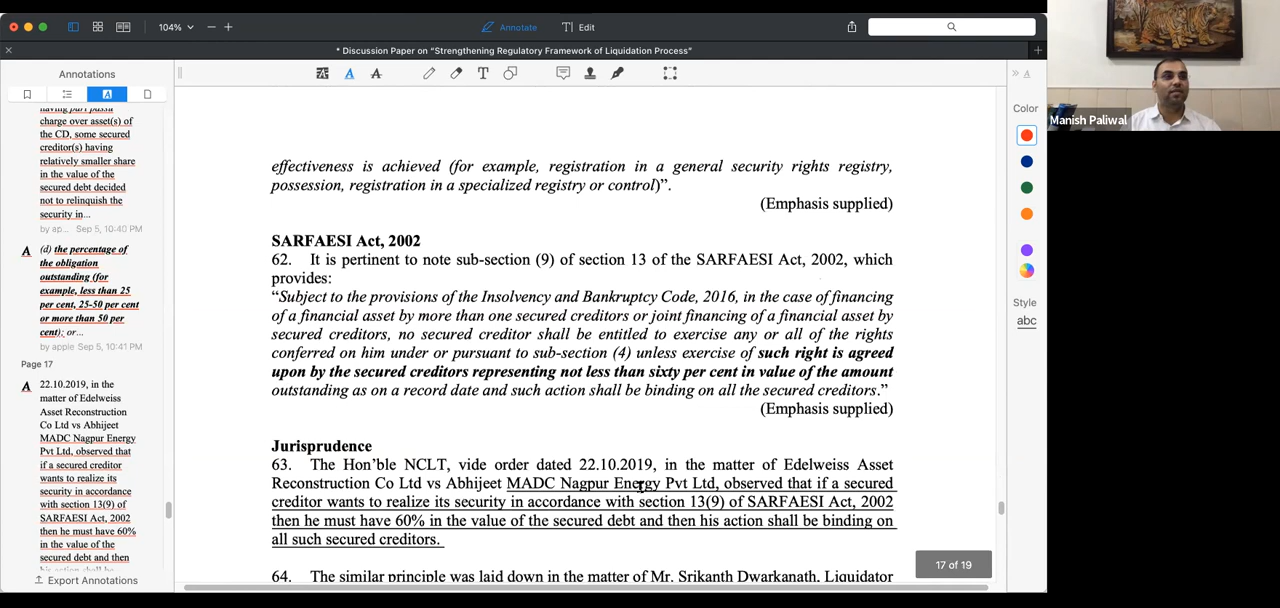 104%
Annotate
Edit
* Discussion Paper on “Strengthening Regulatory Framework of Liquidation Process”
Annotations
having pari passu
charge over asset(s) of
the CD, some secured
creditor(s) having
relatively smaller share
in the value of the
secured debt decided
not to relinquish the
security in...
by ap... Sep 5, 10:40 PM
A (d) the percentage of
the obligation
outstanding (for
example, less than 25
per cent, 25-50 per cent
or more than 50 per
cent); or...
by apple Sep 5, 10:41 PM
Page 17
A 22.10.2019, in the
matter of Edelweiss
Asset Reconstruction
Co Ltd vs Abhijeet
MADC Nagpur Energy
Pvt Ltd, observed that
if a secured creditor
wants to realize its
security in accordance
with section 13(9) of
SARFAESI Act, 2002
then he must have 60%
in the value of the
secured debt and then
his action shall be
Export Annotations
effectiveness is achieved (for example, registration in a general security rights registry,
possession, registration in a specialized registry or control)”.
(Emphasis supplied)
SARFAESI Act, 2002
62. It is pertinent to note sub-section (9) of section 13 of the SARFAESI Act, 2002, which
provides:
“Subject to the provisions of the Insolvency and Bankruptcy Code, 2016, in the case of financing
of a financial asset by more than one secured creditors or joint financing of a financial asset by
secured creditors, no secured creditor shall be entitled to exercise any or all of the rights
conferred on him under or pursuant to sub-section (4) unless exercise of such right is agreed
upon by the secured creditors representing not less than sixty per cent in value of the amount
outstanding as on a record date and such action shall be binding on all the secured creditors.”
(Emphasis supplied)
Jurisprudence
63. The Hon’ble NCLT, vide order dated 22.10.2019, in the matter of Edelweiss Asset
Reconstruction Co Ltd vs Abhijeet MADC Nagpur Energy Pvt Ltd, observed that if a secured
creditor wants to realize its security in accordance with section 13(9) of SARFAESI Act, 2002
then he must have 60% in the value of the secured debt and then his action shall be binding on
all such secured creditors.
64. The similar principle was laid down in the matter of Mr. Srikanth Dwarkanath, Liquidator
17 of 19
Color
Style
abc
Manish Paliwal